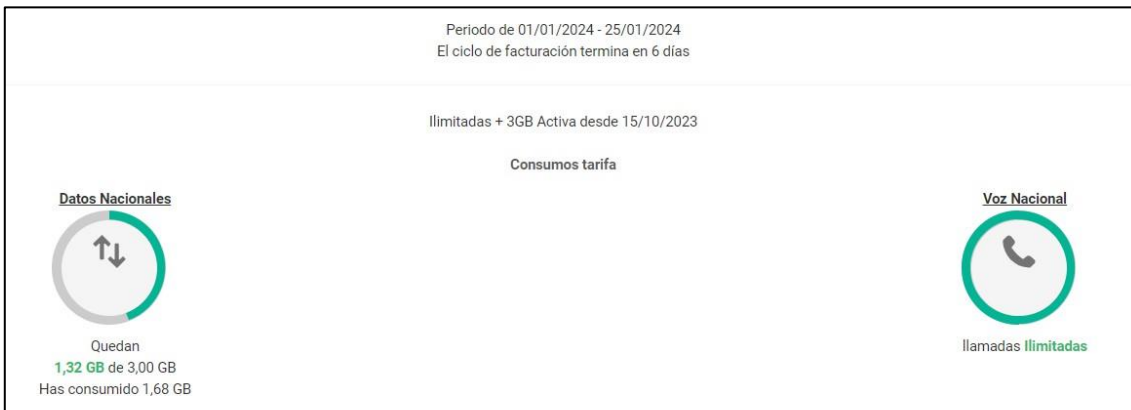 Periodo de 01/01/2024 - 25/01/2024
El ciclo de facturación termina en 6 días
Ilimitadas + 3GB Activa desde 15/10/2023
Consumos tarifa
Datos Nacionales
Quedan
1,32 GB de 3,00 GB
Has consumido 1,68 GB
Voz Nacional
llamadas Ilimitadas